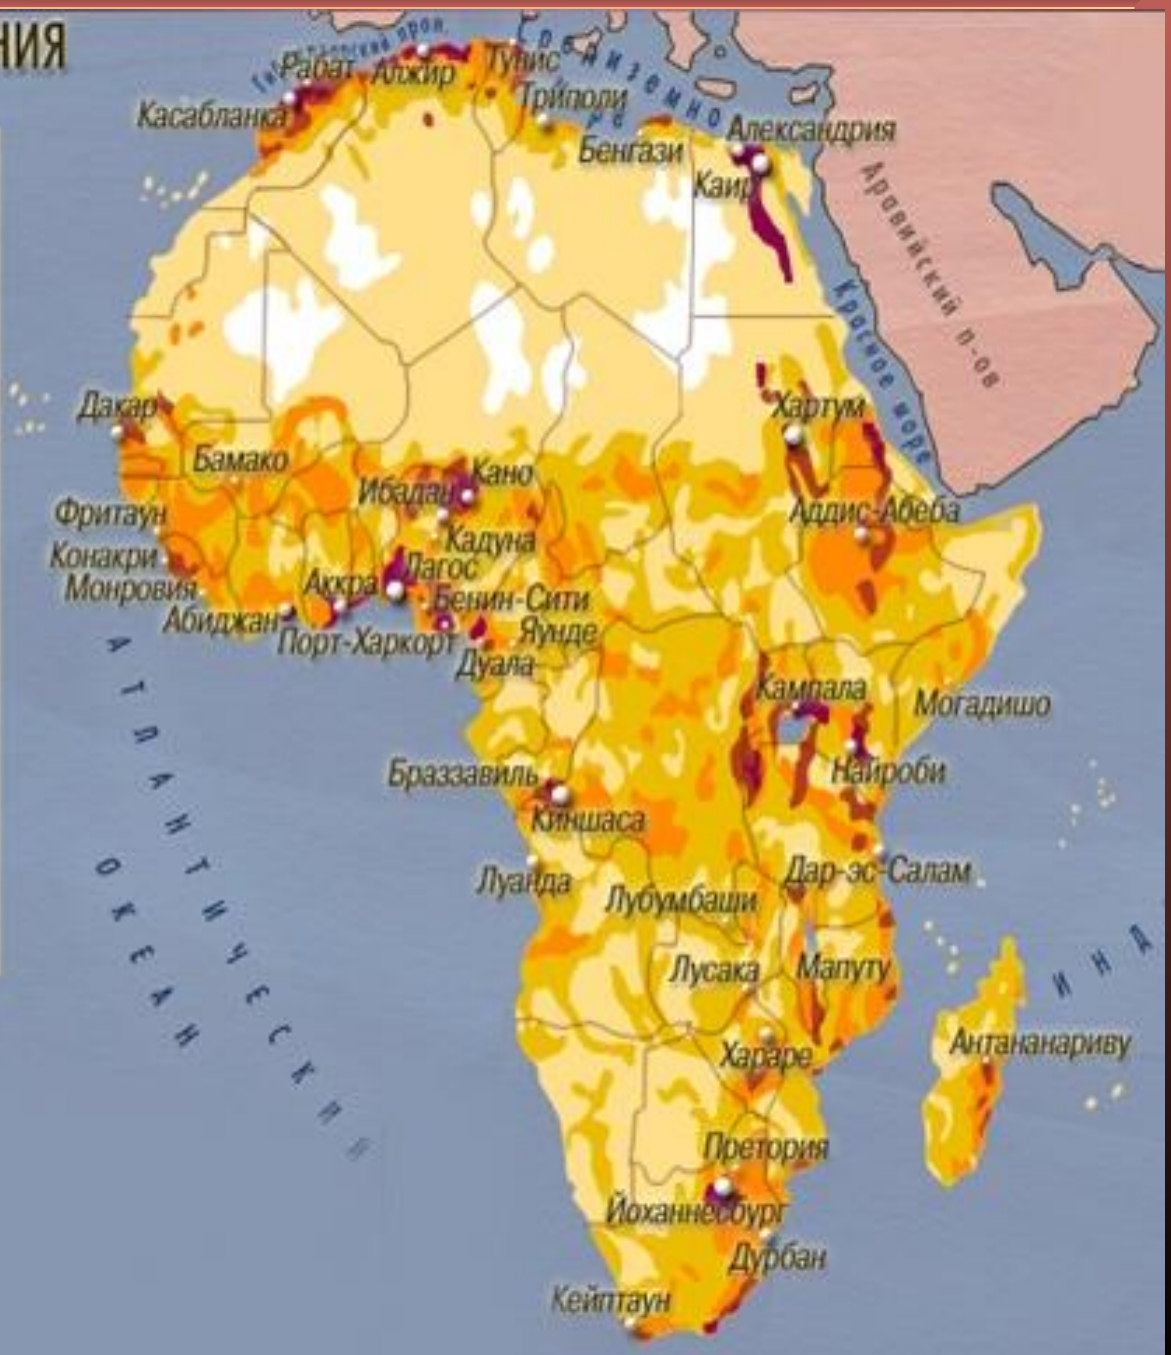 НИЯ
Рабат
Алжир
Тунис
Касабланка
Триполи
Бенгази
Александрия
Каир
Аравийский п-ов
Красное море
Дакар
Хартум
Бамако
Кано
Ибадан
Фритаун
Аддис-Абеба
Кадуна
Конакри
Лагос
Монровия
Аккра
Бенин-Сити
Абиджан
Порт-Харкорт
Яунде
Дуала
АТЛАНТИЧЕСКИЙ
ОКЕАН
Кампала
Могадишо
Браззавиль
Найроби
Киншаса
Луанда
Дар-эс-Салам
Лубумбаши
Лусака
Мапуту
ИНД
Хараре
Антананариву
Претория
Йоханнесбург
Дурбан
Кейптаун